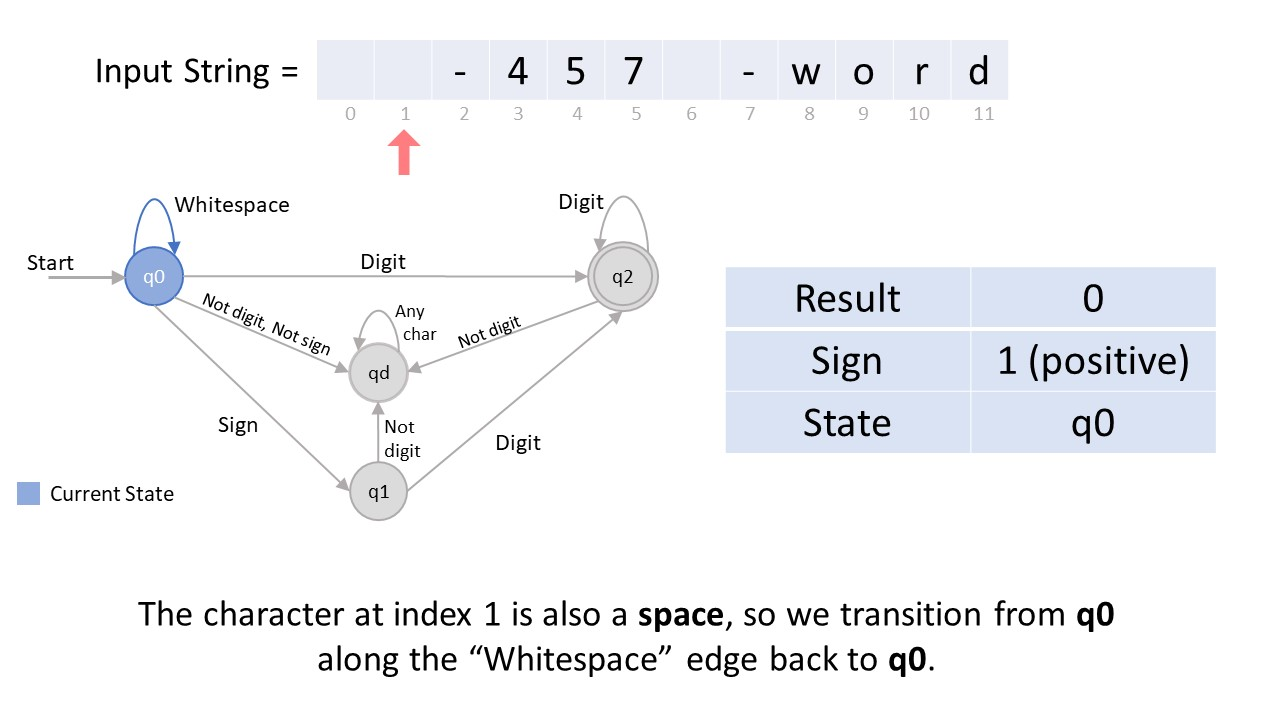 Input String = - 4 5 7 - w o r d
0 1 2 3 4 5 6 7 8 9 10 11
Whitespace
Digit
Start
Digit
q0
q2
Not digit, Not sign
Any
char
Not digit
qd
Sign
Not
digit
Digit
q1
Current State
Result 0
Sign 1 (positive)
State q0
The character at index 1 is also a space, so we transition from q0
along the “Whitespace” edge back to q0.